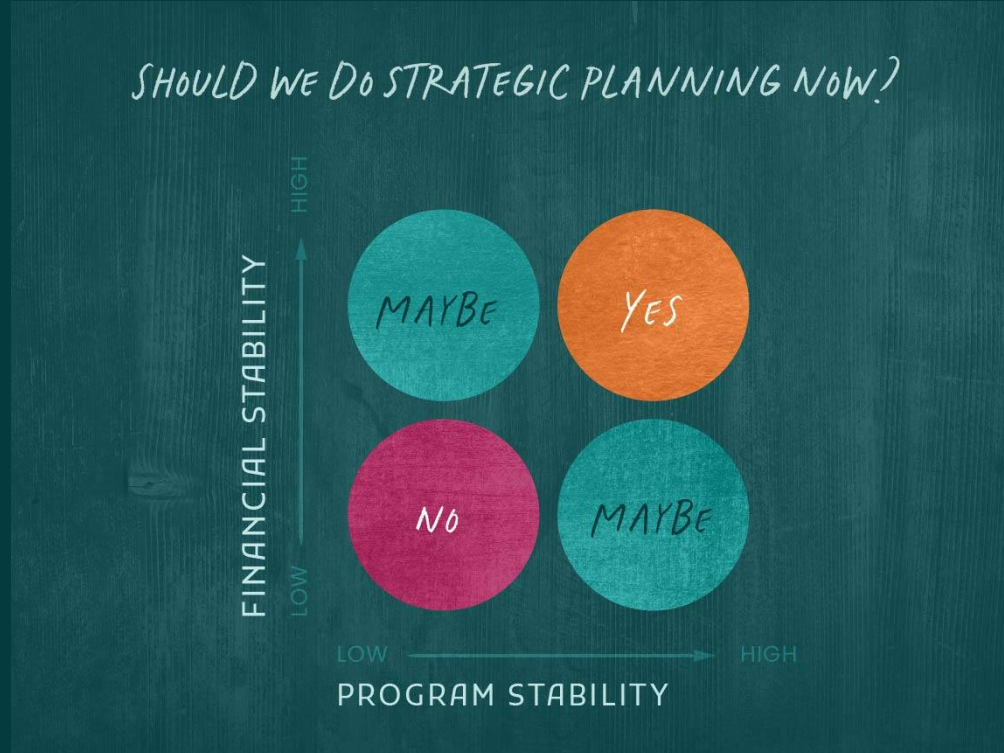 SHOULD WE DO STRATEGIC PLANNING NOW?
HIGH
FINANCIAL STABILITY
LOW
MAYBE
YES
NO
MAYBE
LOW
HIGH
PROGRAM STABILITY